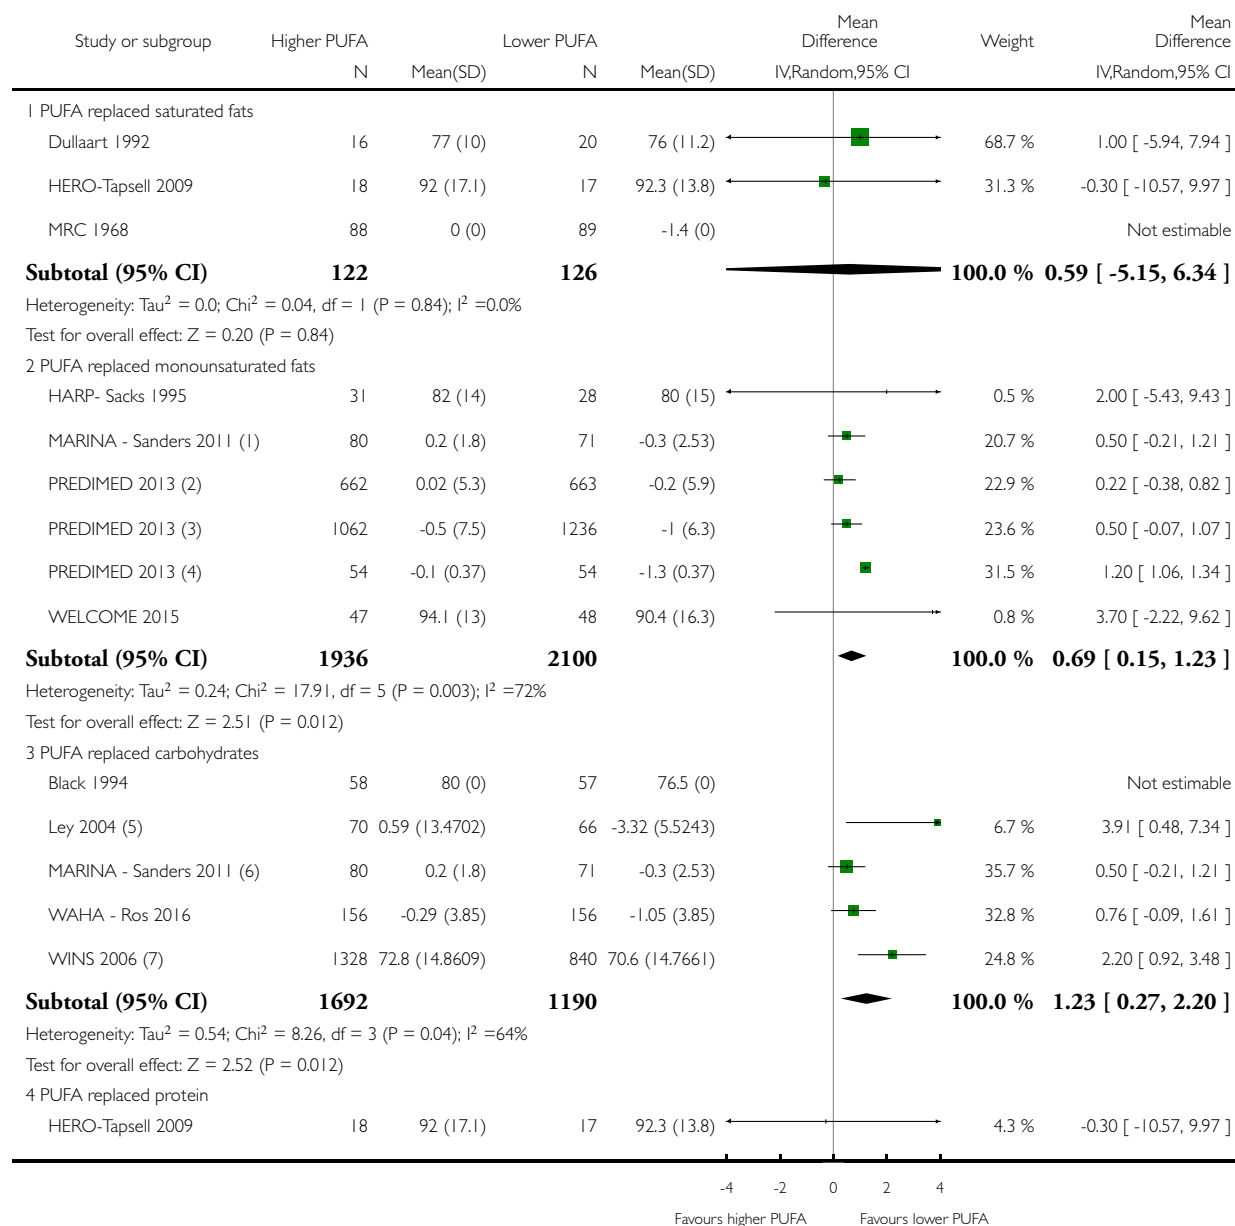 Study or subgroup Higher PUFA Lower PUFA Mean Difference Weight Mean Difference
N Mean(SD) N Mean(SD) IV,Random,95% CI IV,Random,95% CI
1 PUFA replaced saturated fats
Dullaart 1992 16 77 (10) 20 76 (11.2) 68.7 % 1.00 [ -5.94, 7.94 ]
HERO-Tapsell 2009 18 92 (17.1) 17 92.3 (13.8) 31.3 % -0.30 [ -10.57, 9.97 ]
MRC 1968 88 0 (0) 89 -1.4 (0) Not estimable
Subtotal (95% CI) 122 126 100.0 % 0.59 [ -5.15, 6.34 ]
Heterogeneity: Tau² = 0.0; Chi² = 0.04, df = 1 (P = 0.84); I² =0.0%
Test for overall effect: Z = 0.20 (P = 0.84)
2 PUFA replaced monounsaturated fats
HARP- Sacks 1995 31 82 (14) 28 80 (15) 0.5 % 2.00 [ -5.43, 9.43 ]
MARINA - Sanders 2011 (1) 80 0.2 (1.8) 71 -0.3 (2.53) 20.7 % 0.50 [ -0.21, 1.21 ]
PREDIMED 2013 (2) 662 0.02 (5.3) 663 -0.2 (5.9) 22.9 % 0.22 [ -0.38, 0.82 ]
PREDIMED 2013 (3) 1062 -0.5 (7.5) 1236 -1 (6.3) 23.6 % 0.50 [ -0.07, 1.07 ]
PREDIMED 2013 (4) 54 -0.1 (0.37) 54 -1.3 (0.37) 31.5 % 1.20 [ 1.06, 1.34 ]
WELCOME 2015 47 94.1 (13) 48 90.4 (16.3) 0.8 % 3.70 [ -2.22, 9.62 ]
Subtotal (95% CI) 1936 2100 100.0 % 0.69 [ 0.15, 1.23 ]
Heterogeneity: Tau² = 0.24; Chi² = 17.91, df = 5 (P = 0.003); I² =72%
Test for overall effect: Z = 2.51 (P = 0.012)
3 PUFA replaced carbohydrates
Black 1994 58 80 (0) 57 76.5 (0) Not estimable
Ley 2004 (5) 70 0.59 (13.4702) 66 -3.32 (5.5243) 6.7 % 3.91 [ 0.48, 7.34 ]
MARINA - Sanders 2011 (6) 80 0.2 (1.8) 71 -0.3 (2.53) 35.7 % 0.50 [ -0.21, 1.21 ]
WAHA - Ros 2016 156 -0.29 (3.85) 156 -1.05 (3.85) 32.8 % 0.76 [ -0.09, 1.61 ]
WINS 2006 (7) 1328 72.8 (14.8609) 840 70.6 (14.7661) 24.8 % 2.20 [ 0.92, 3.48 ]
Subtotal (95% CI) 1692 1190 100.0 % 1.23 [ 0.27, 2.20 ]
Heterogeneity: Tau² = 0.54; Chi² = 8.26, df = 3 (P = 0.04); I² =64%
Test for overall effect: Z = 2.52 (P = 0.012)
4 PUFA replaced protein
HERO-Tapsell 2009 18 92 (17.1) 17 92.3 (13.8) 4.3 % -0.30 [ -10.57, 9.97 ]
-4 -2 0 2 4
Favours higher PUFA Favours lower PUFA